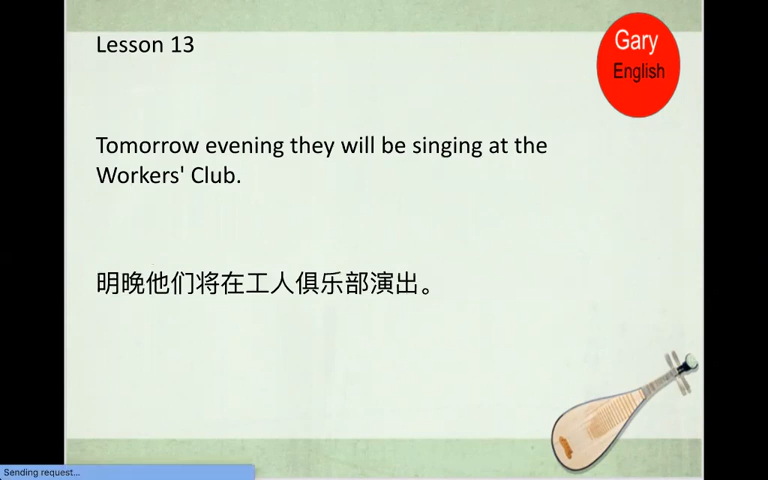 Lesson 13
Gary
English
Tomorrow evening they will be singing at the
Workers' Club.
明晚他们将在工人俱乐部演出。
Sending request...